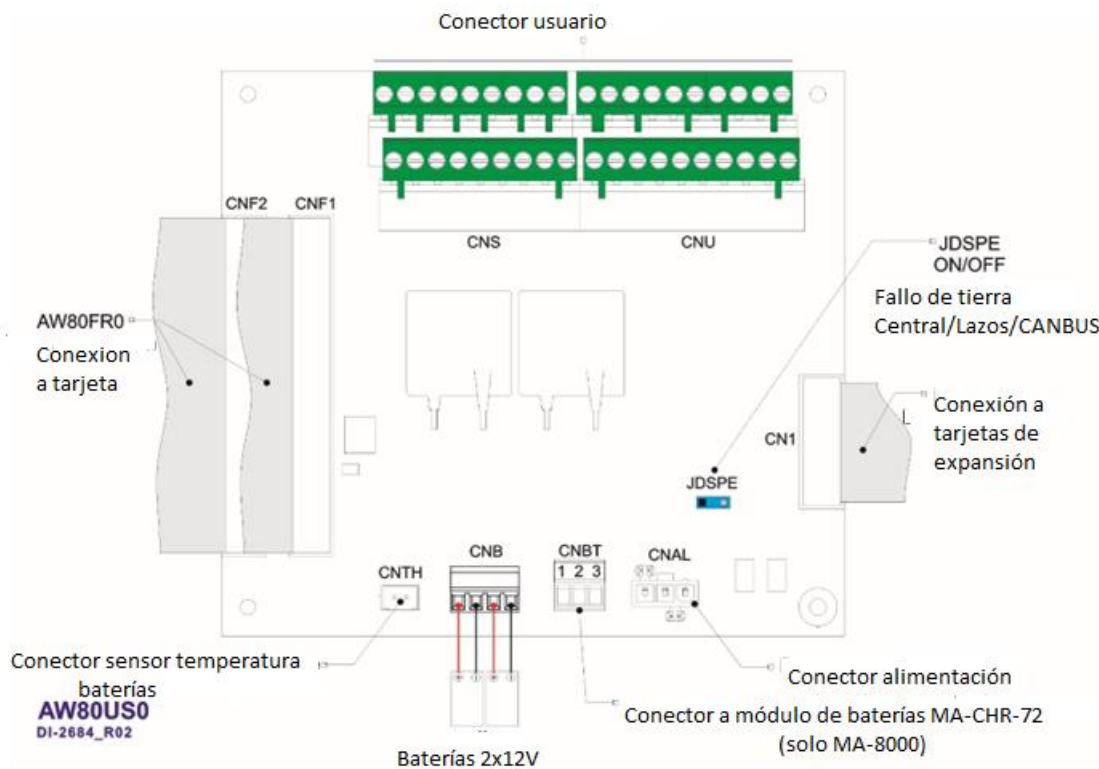 Conector usuario
CNF2 CNF1
CNS CNU
JDSPE
ON/OFF
Fallo de tierra
Central/Lazos/CANBUS
AW80FR0
Conexion
a tarjeta
Conexión a
tarjetas de
expansión
CN1
JDSPE
CNTH
CNB
CNBT
1 2 3
CNAL
Conector sensor temperatura
baterías
Conector alimentación
AW80US0
DI-2684_R02
Conector a módulo de baterías MA-CHR-72
(solo MA-8000)
Baterías 2x12V